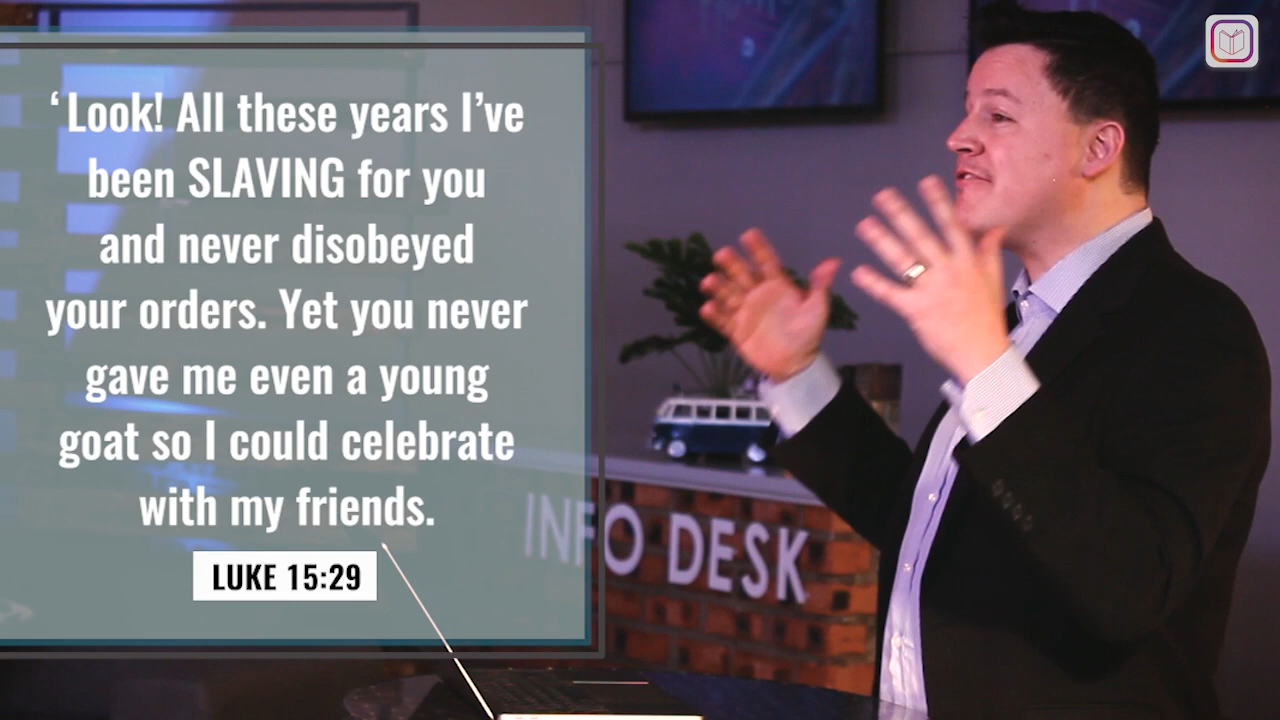 ‘ Look! All these years I’ve
been SLAVING for you
and never disobeyed
your orders. Yet you never
gave me even a young
goat so I could celebrate
with my friends.
LUKE 15:29
INFO DESK